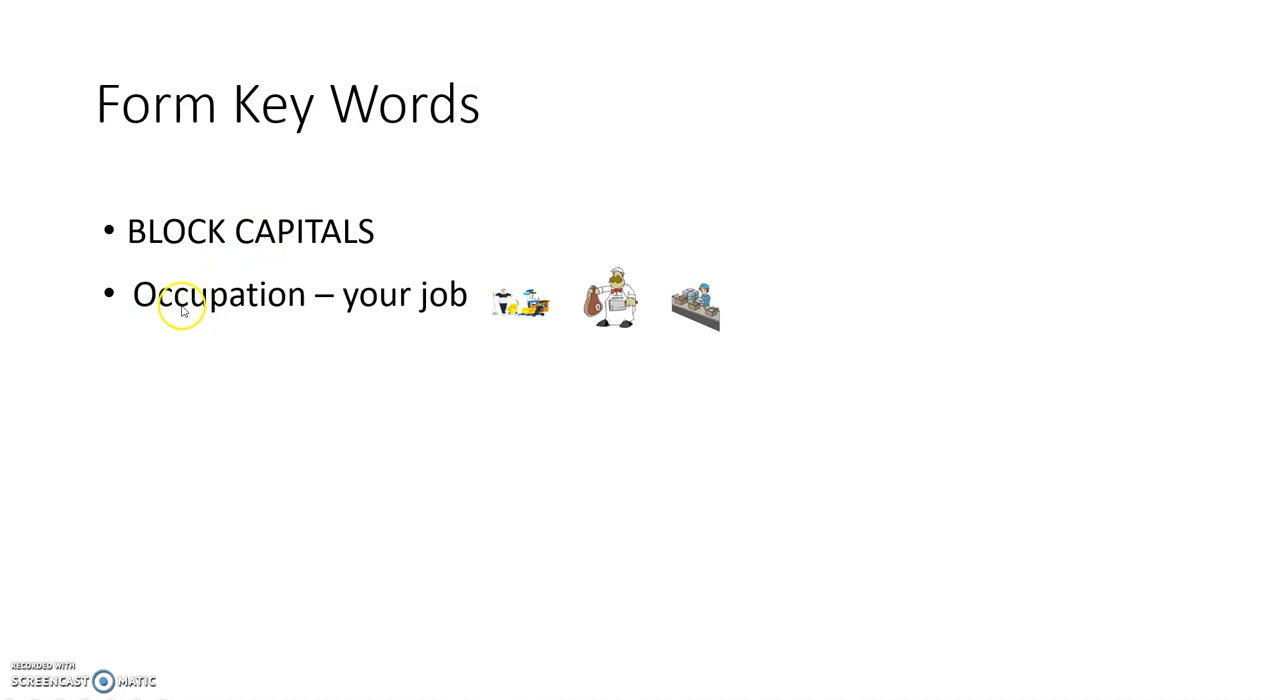 Form Key Words
• BLOCK CAPITALS
• Occupation – your job
RECORDED WITH
SCREENCAST MATIC